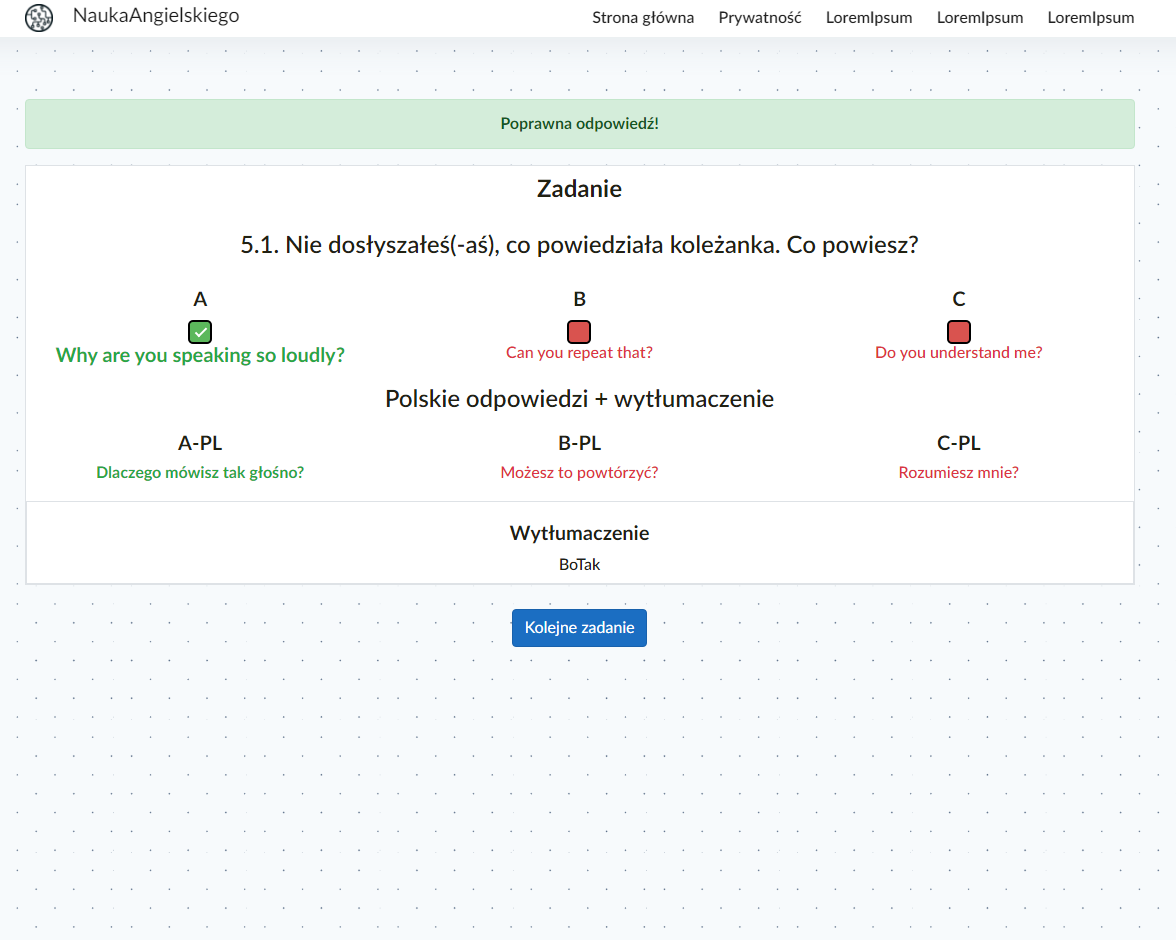 NaukaAngielskiego
Strona główna Prywatność LoremIpsum LoremIpsum LoremIpsum
Poprawna odpowiedź!
Zadanie
5.1. Nie dosłyszałeś(-aś), co powiedziała koleżanka. Co powiesz?
A B C
Why are you speaking so loudly? Can you repeat that? Do you understand me?
Polskie odpowiedzi + wytłumaczenie
A-PL B-PL C-PL
Dlaczego mówisz tak głośno? Możesz to powtórzyć? Rozumiesz mnie?
Wytłumaczenie
BoTak
Kolejne zadanie